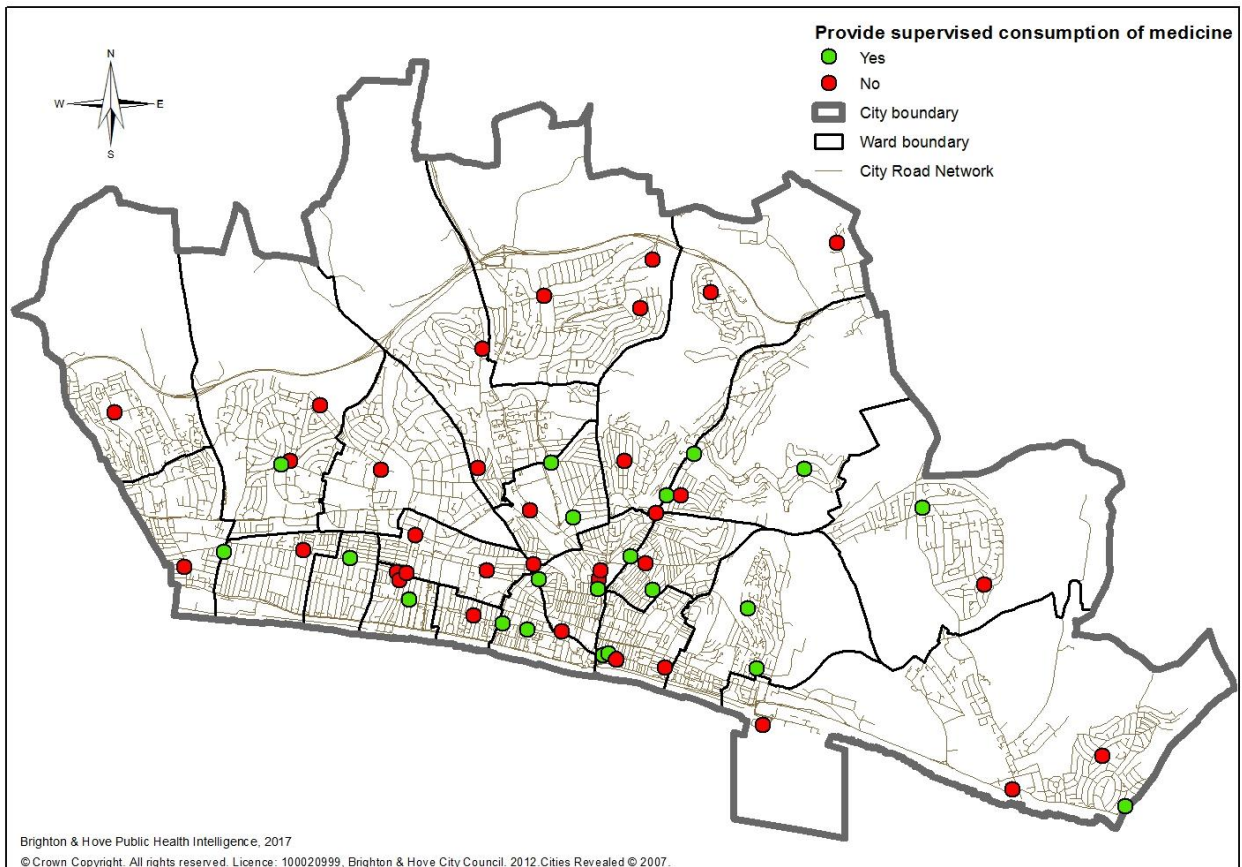 Provide supervised consumption of medicine
Yes
No
City boundary
Ward boundary
City Road Network
N
W E
S
Brighton & Hove Public Health Intelligence, 2017
© Crown Copyright. All rights reserved. Licence: 100020999, Brighton & Hove City Council. 2012.Cities Revealed © 2007.